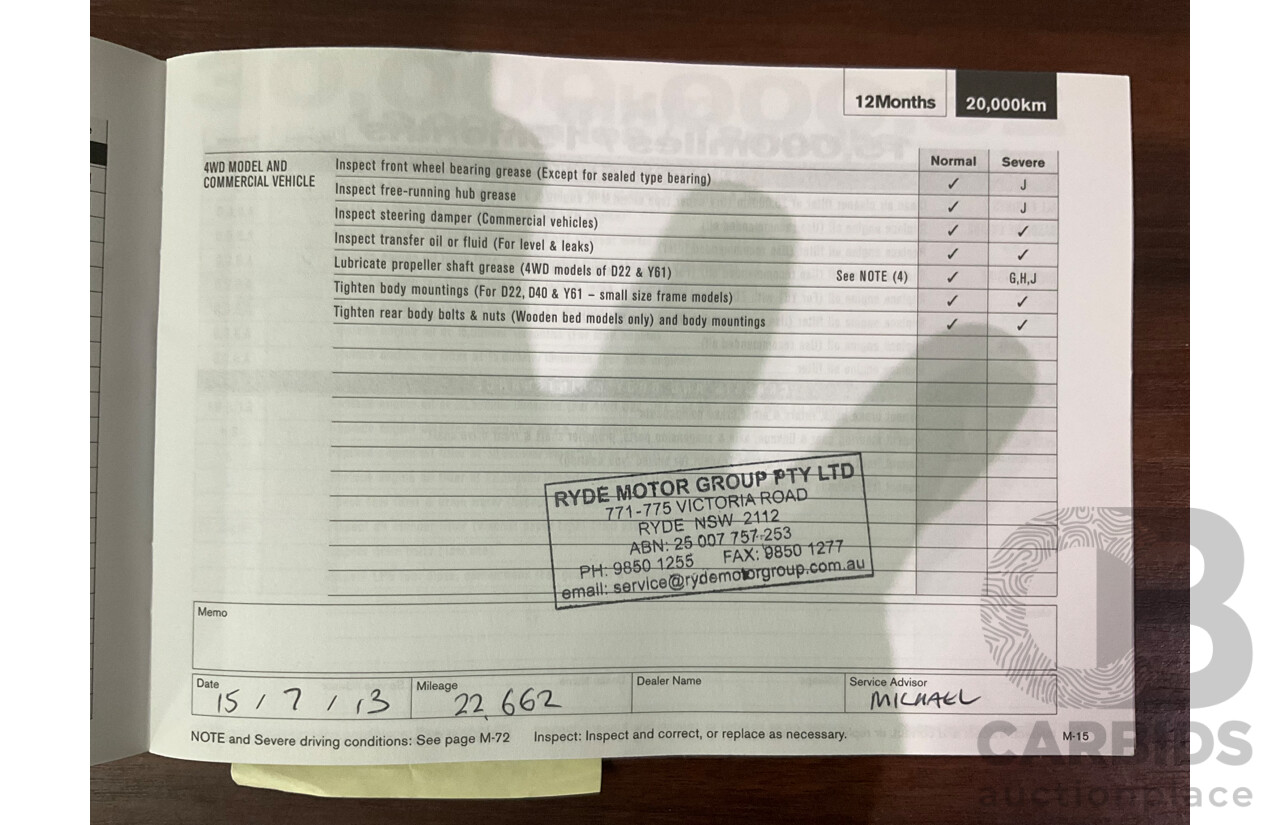 12Months 20,000km
Normal Severe
4WD MODEL AND
COMMERCIAL VEHICLE
Inspect front wheel bearing grease (Except for sealed type bearing) ✓ J
Inspect free-running hub grease ✓ J
Inspect steering damper (Commercial vehicles) ✓ ✓
Inspect transfer oil or fluid (For level & leaks) ✓ ✓
Lubricate propeller shaft grease (4WD models of D22 & Y61) See NOTE (4) ✓ G,H,J
Tighten body mountings (For D22, D40 & Y61 – small size frame models) ✓ ✓
Tighten rear body bolts & nuts (Wooden bed models only) and body mountings ✓ ✓
RYDE MOTOR GROUP PTY LTD
771-775 VICTORIA ROAD
RYDE NSW 2112
ABN: 25 007 757 253
PH: 9850 1255 FAX: 9850 1277
email: service@rydemotorgroup.com.au
Memo
Date 15 / 7 / 13
Mileage 22,662
Dealer Name
Service Advisor MICHAEL
NOTE and Severe driving conditions: See page M-72 Inspect: Inspect and correct, or replace as necessary. M-15
CARBIDS
auctionplace